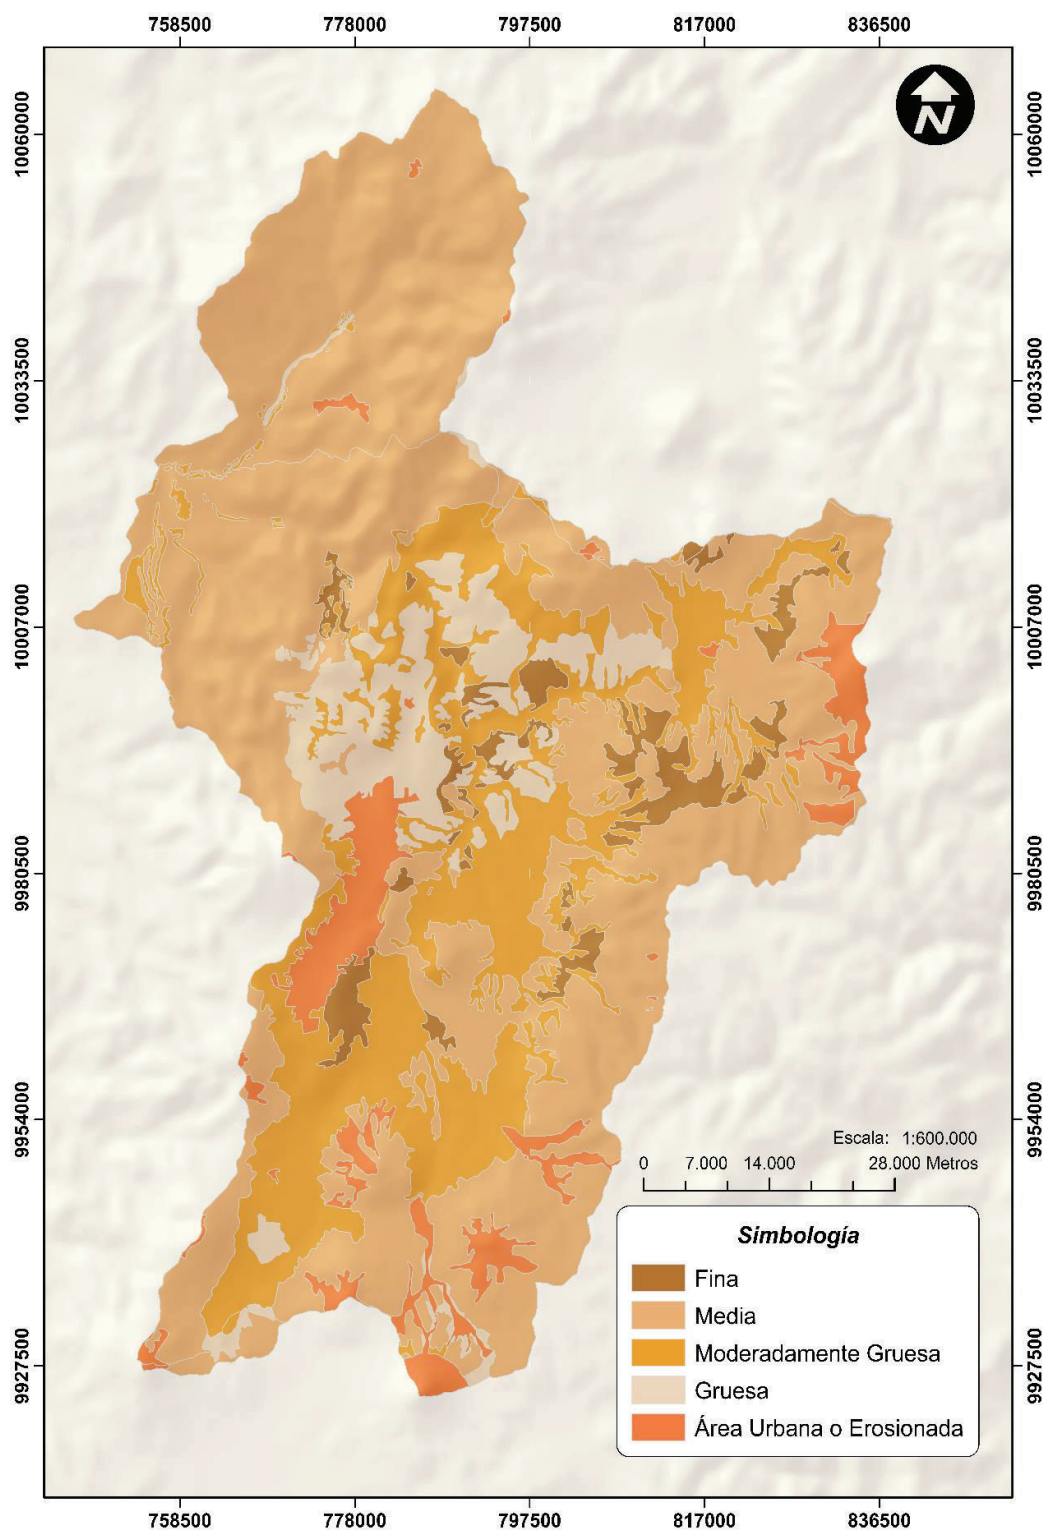 758500 778000 797500 817000 836500
N
10060000 10060000
10033500 10033500
10007000 10007000
9980500 9980500
9954000 9954000
Escala: 1:600.000
0 7.000 14.000 28.000 Metros
Simbología
Fina
Media
Moderadamente Gruesa
Gruesa
Área Urbana o Erosionada
9927500 9927500
758500 778000 797500 817000 836500